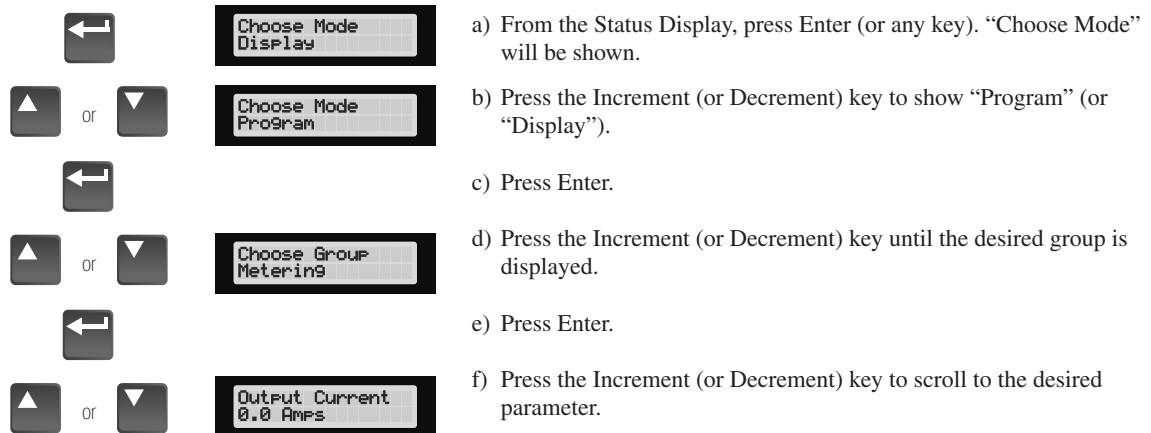 Choose Mode
Display
a) From the Status Display, press Enter (or any key). “Choose Mode”
will be shown.
or
Choose Mode
Program
b) Press the Increment (or Decrement) key to show “Program” (or
“Display”).
c) Press Enter.
or
Choose Group
Metering
d) Press the Increment (or Decrement) key until the desired group is
displayed.
e) Press Enter.
or
Output Current
0.0 Amps
f) Press the Increment (or Decrement) key to scroll to the desired
parameter.